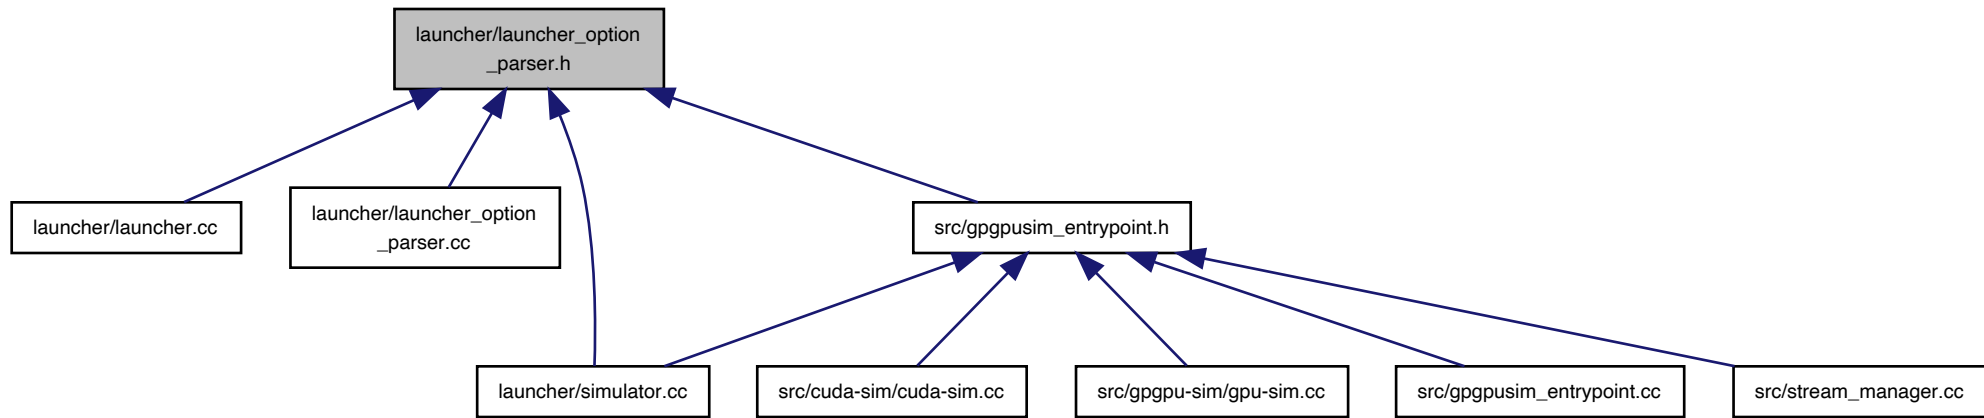 launcher/launcher_option
_parser.h
launcher/launcher.cc
launcher/launcher_option
_parser.cc
src/gpgpusim_entrypoint.h
launcher/simulator.cc
src/cuda-sim/cuda-sim.cc
src/gpgpu-sim/gpu-sim.cc
src/gpgpusim_entrypoint.cc
src/stream_manager.cc